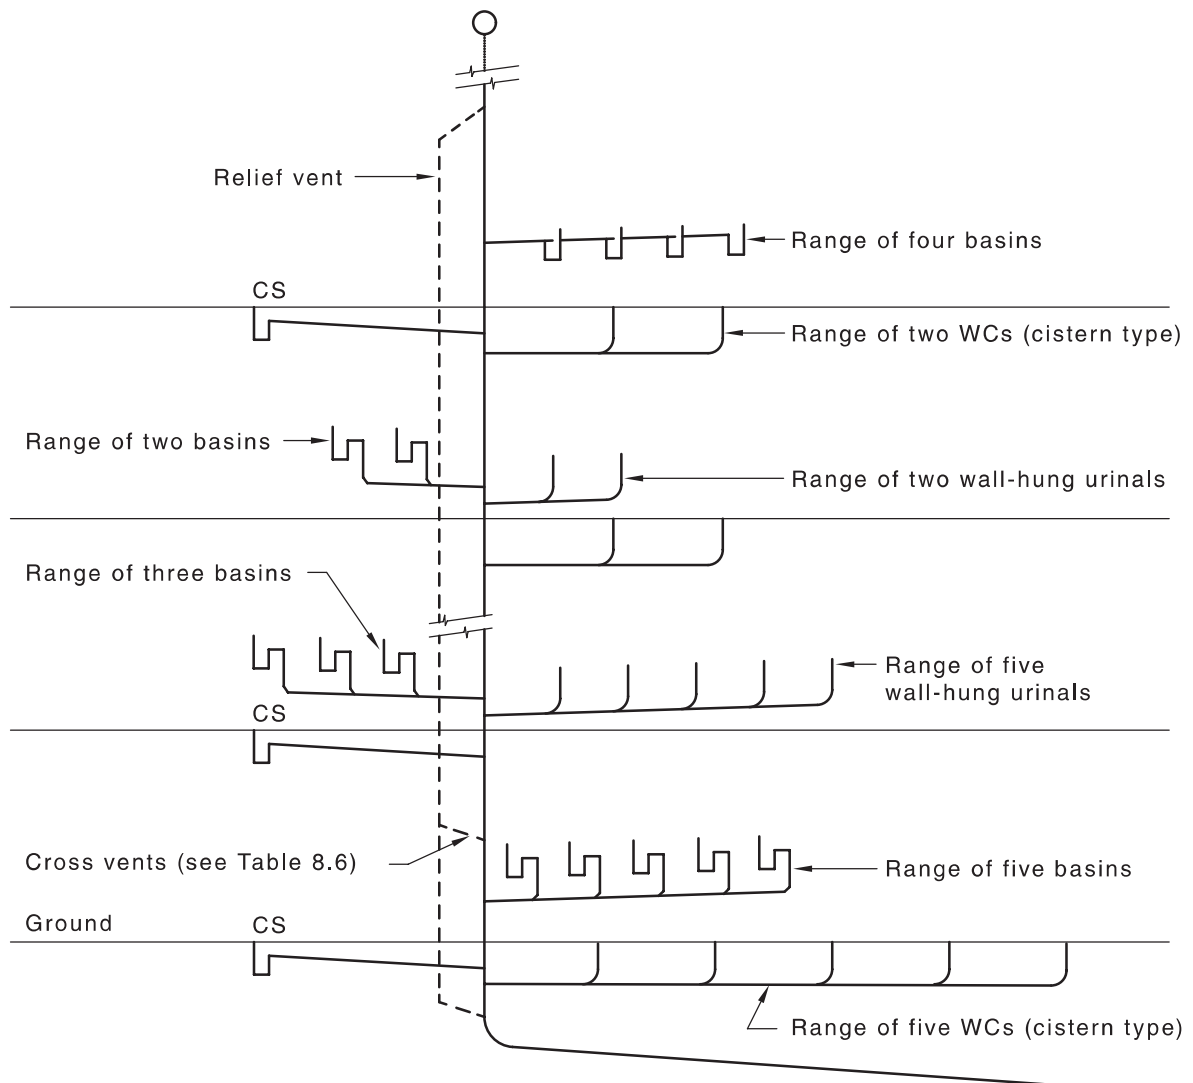 Relief vent
Range of four basins
CS
Range of two WCs (cistern type)
Range of two basins
Range of two wall-hung urinals
Range of three basins
Range of five
wall-hung urinals
CS
Cross vents (see Table 8.6)
Range of five basins
Ground
CS
Range of five WCs (cistern type)